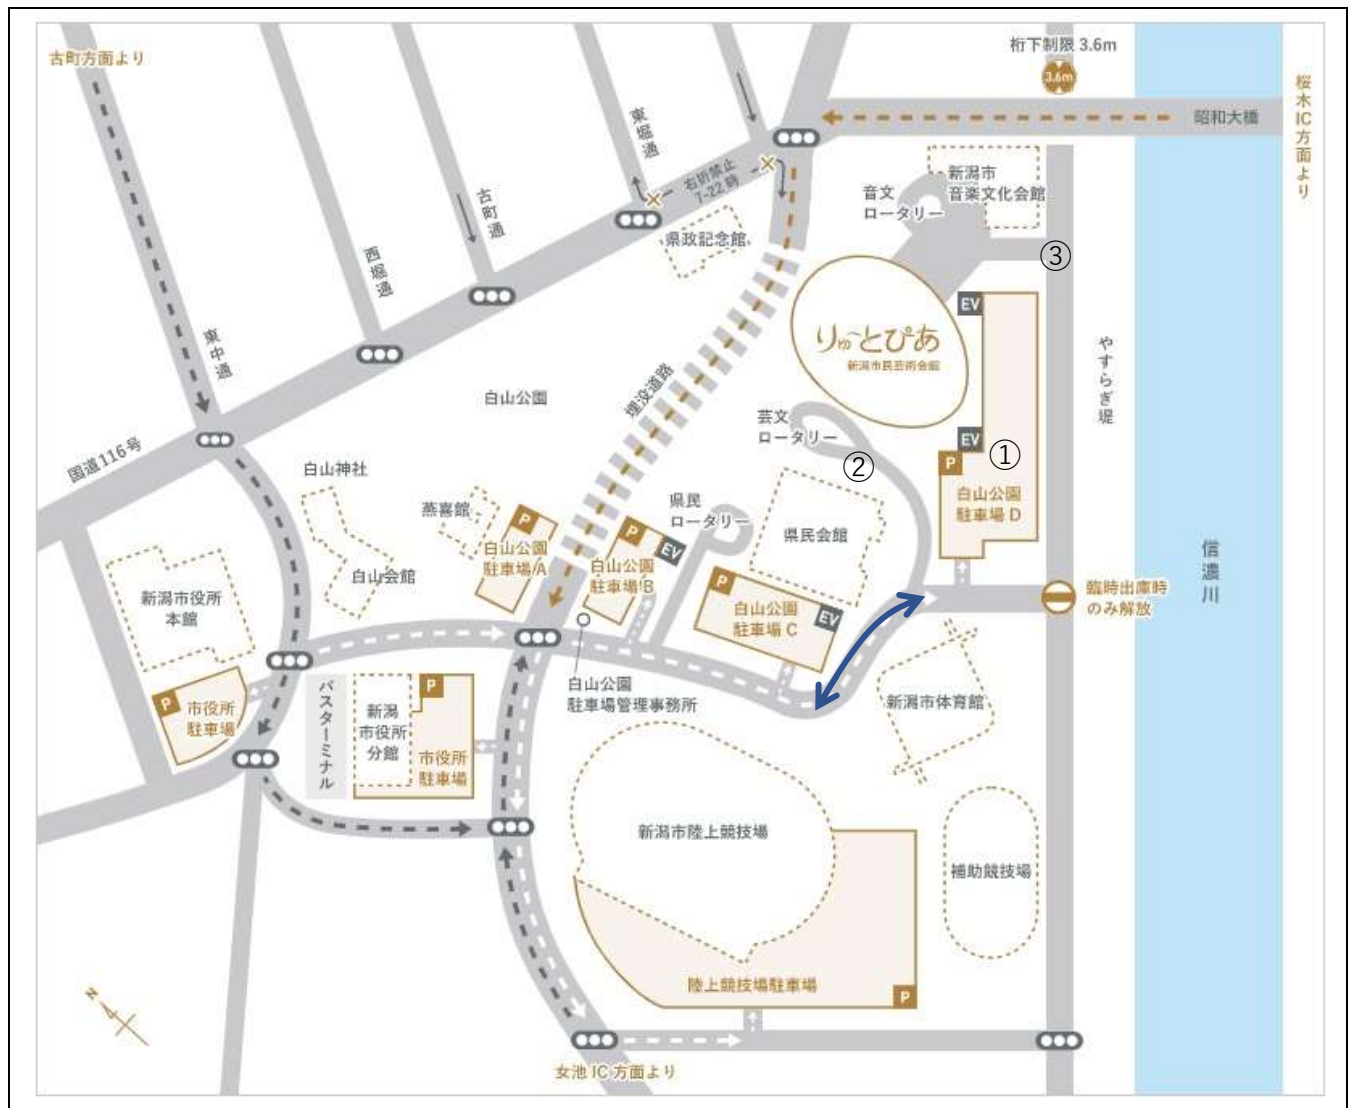 古町方面より
桁下制限 3.6m
3.6m
桜木IC方面より
昭和大橋
東堀通
右折禁止
7-22時
古町通
西堀通
東中通
国道116号
県政記念館
音文
ロータリー
新潟市
音楽文化会館
③
りゅーとぴあ
新潟市民芸術会館
EV
EV
P
①
白山公園
駐車場 D
やすらぎ堤
信濃川
白山公園
埋没道路
芸文
ロータリー
②
白山神社
燕喜館
白山会館
P
白山公園
駐車場 A
県民
ロータリー
P
EV
白山公園
駐車場 B
県民会館
P
白山公園
駐車場 C
EV
臨時出庫時
のみ解放
新潟市役所
本館
P
市役所
駐車場
バスターミナル
新潟
市役所
分館
P
市役所
駐車場
白山公園
駐車場管理事務所
新潟市体育館
新潟市陸上競技場
補助競技場
陸上競技場駐車場
P
N
女池 IC 方面より